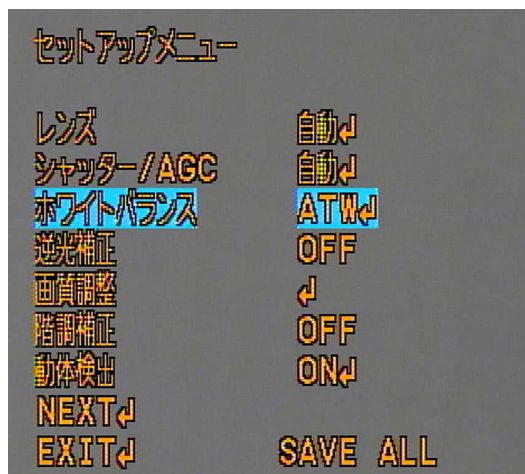 セットアップメニュー
レンズ 自動↲
シャッター/AGC 自動↲
ホワイトバランス ATW↲
逆光補正 OFF
画質調整 ↲
階調補正 OFF
動体検出 ON↲
NEXT↲
EXIT↲ SAVE ALL